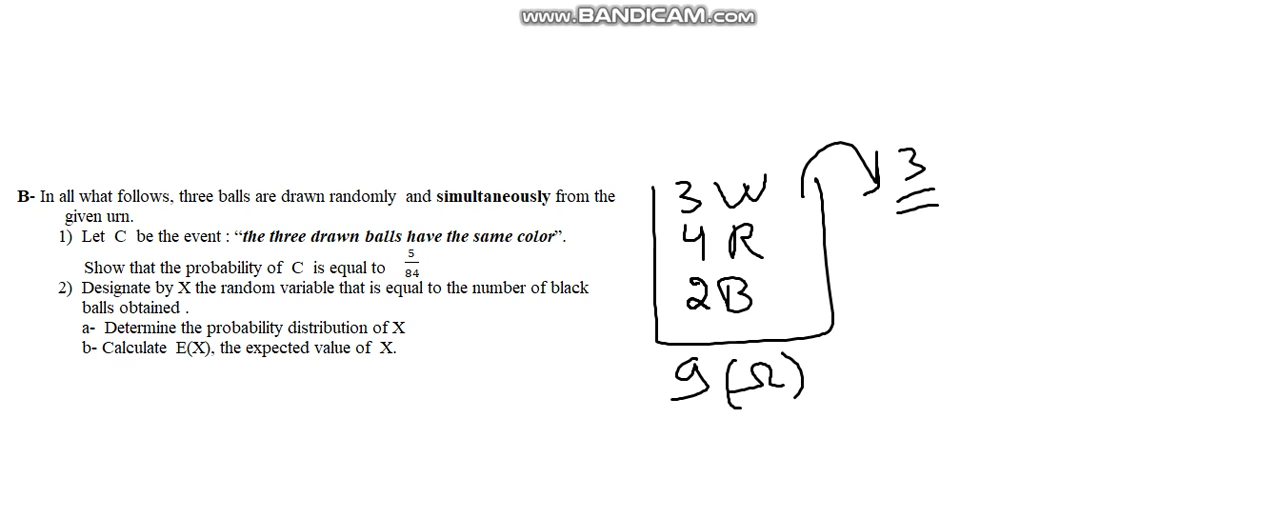 www.BANDICAM.com
B- In all what follows, three balls are drawn randomly and simultaneously from the
given urn.
1) Let C be the event : “the three drawn balls have the same color”.
Show that the probability of C is equal to 5/84
2) Designate by X the random variable that is equal to the number of black
balls obtained .
a- Determine the probability distribution of X
b- Calculate E(X), the expected value of X.
3 W
4 R
2 B
9 (Ω)
3